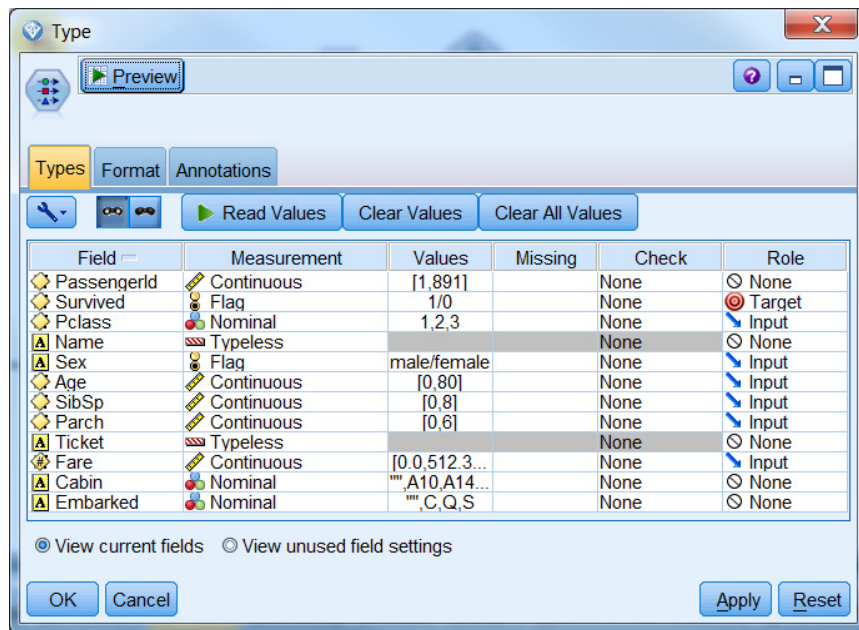 Type
Preview
Types Format Annotations
Read Values Clear Values Clear All Values
Field Measurement Values Missing Check Role
PassengerId Continuous [1,891] None None
Survived Flag 1/0 None Target
Pclass Nominal 1,2,3 None Input
A Name Typeless None None
A Sex Flag male/female None Input
Age Continuous [0,80] None Input
SibSp Continuous [0,8] None Input
Parch Continuous [0,6] None Input
A Ticket Typeless None None
# Fare Continuous [0.0,512.3... None Input
A Cabin Nominal "",A10,A14... None None
A Embarked Nominal "",C,Q,S None None
View current fields View unused field settings
OK Cancel Apply Reset